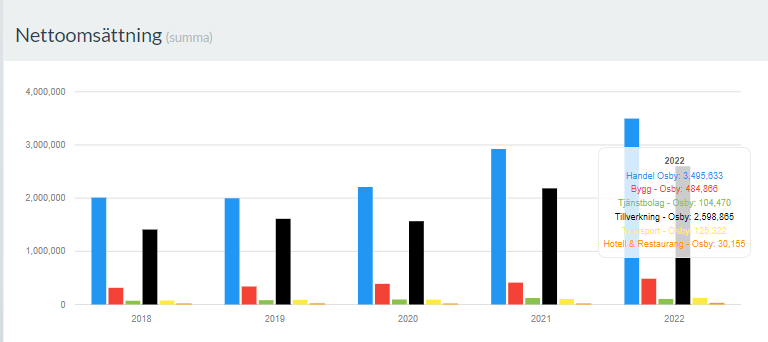 Nettoomsättning (summa)
4,000,000
3,000,000
2,000,000
1,000,000
0
2018
2019
2020
2021
2022
2022
Handel Osby: 3,495,633
Bygg - Osby: 484,866
Tjänstbolag - Osby: 104,470
Tillverkning - Osby: 2,598,865
Transport - Osby: 125,322
Hotell & Restaurang - Osby: 30,155